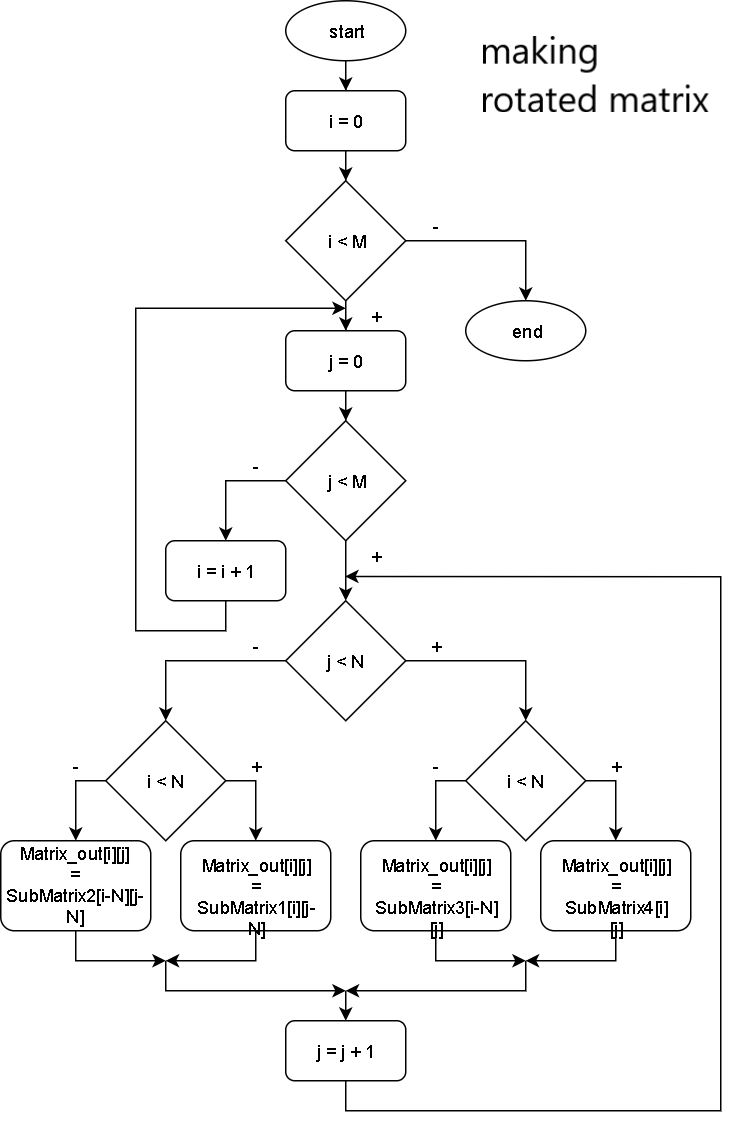 start
making
rotated matrix
i = 0
i < M
-
+
end
j = 0
j < M
-
+
i = i + 1
j < N
-
+
i < N
-
+
i < N
-
+
Matrix_out[i][j]
=
SubMatrix2[i-N][j-
N]
Matrix_out[i][j]
=
SubMatrix1[i][j-
N]
Matrix_out[i][j]
=
SubMatrix3[i-N]
[j]
Matrix_out[i][j]
=
SubMatrix4[i]
[j]
j = j + 1